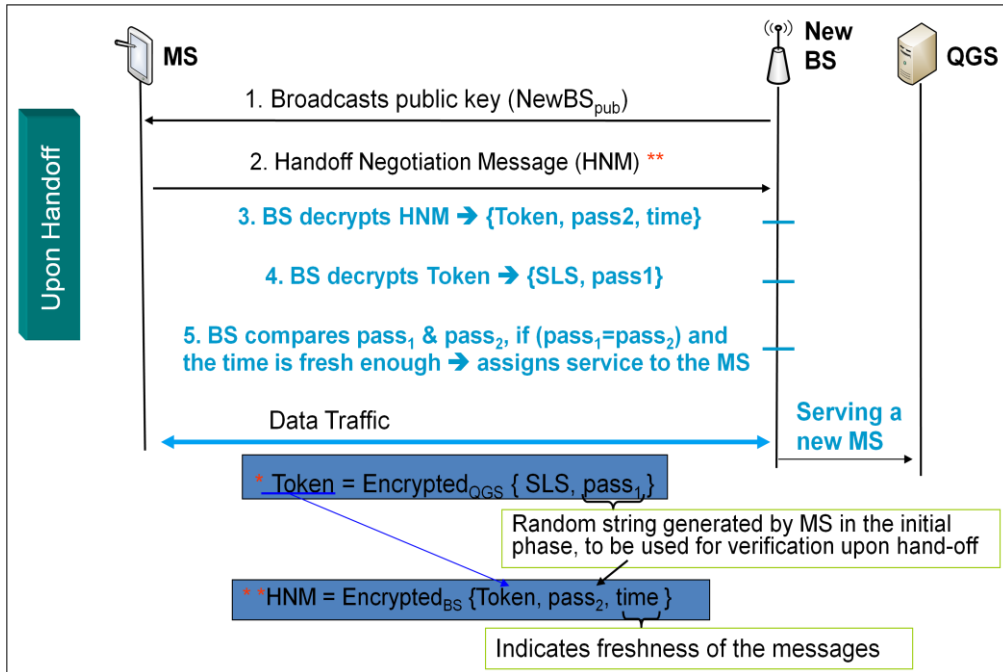 MS
New
BS
QGS
Upon Handoff
1. Broadcasts public key (NewBSpub)
2. Handoff Negotiation Message (HNM) **
3. BS decrypts HNM ➔ {Token, pass2, time}
4. BS decrypts Token ➔ {SLS, pass1}
5. BS compares pass1 & pass2, if (pass1=pass2) and
the time is fresh enough ➔ assigns service to the MS
Data Traffic
Serving a
new MS
* Token = EncryptedQGS { SLS, pass1 }
Random string generated by MS in the initial
phase, to be used for verification upon hand-off
* *HNM = EncryptedBS {Token, pass2, time }
Indicates freshness of the messages